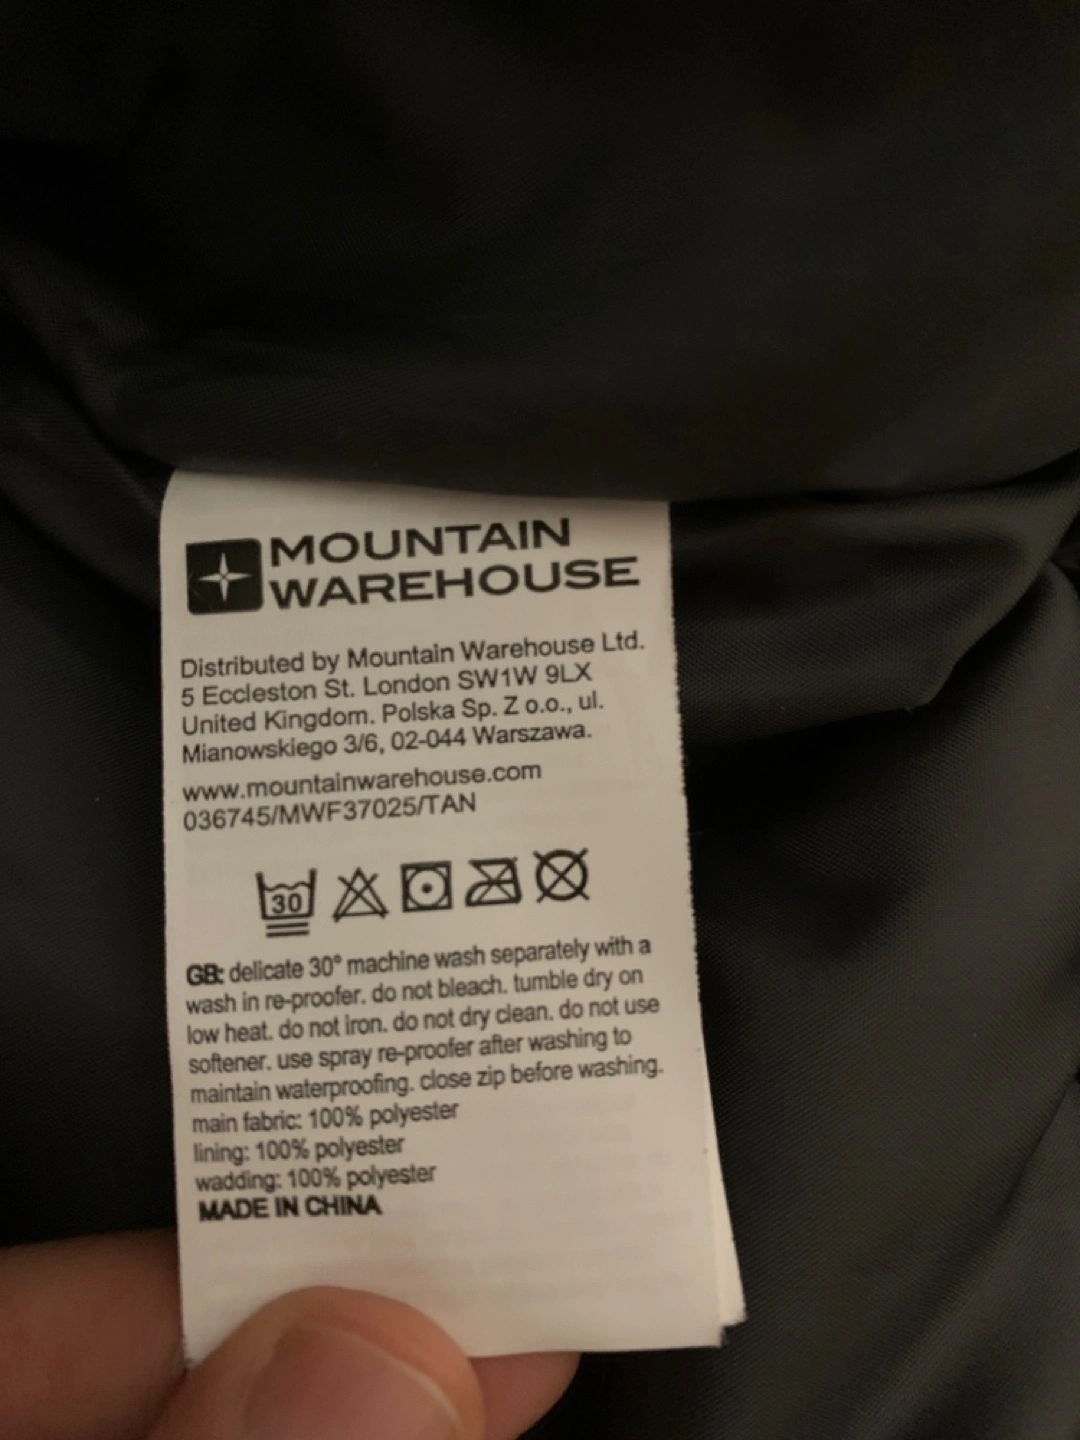 MOUNTAIN
WAREHOUSE
Distributed by Mountain Warehouse Ltd.
5 Eccleston St. London SW1W 9LX
United Kingdom. Polska Sp. Z o.o., ul.
Mianowskiego 3/6, 02-044 Warszawa.
www.mountainwarehouse.com
036745/MWF37025/TAN
30
GB: delicate 30° machine wash separately with a
wash in re-proofer. do not bleach. tumble dry on
low heat. do not iron. do not dry clean. do not use
softener. use spray re-proofer after washing to
maintain waterproofing. close zip before washing.
main fabric: 100% polyester
lining: 100% polyester
wadding: 100% polyester
MADE IN CHINA